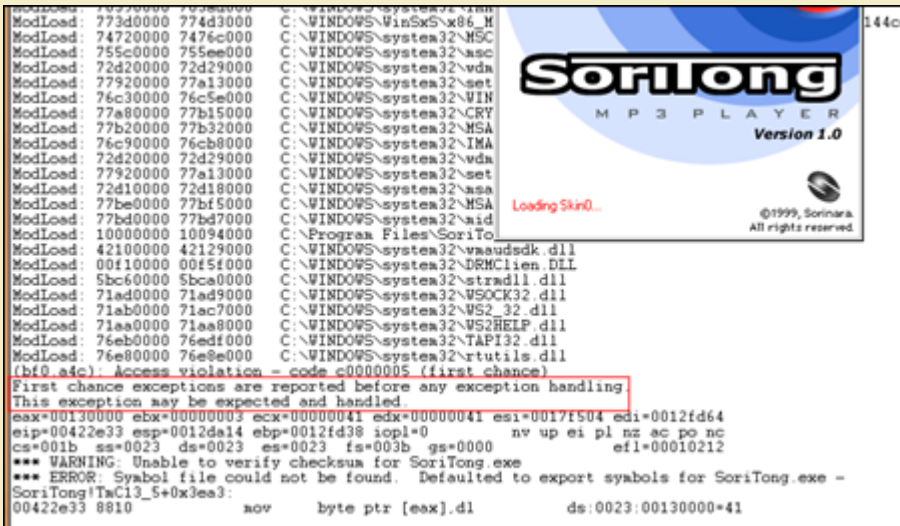 ModLoad: 773d0000 774d3000 C:\WINDOWS\WinSxS\x86_M 144c
ModLoad: 74720000 7476c000 C:\WINDOWS\system32\MSC
ModLoad: 755c0000 755ee000 C:\WINDOWS\system32\msc
ModLoad: 72d20000 72d29000 C:\WINDOWS\system32\wdm
ModLoad: 77920000 77a13000 C:\WINDOWS\system32\set
ModLoad: 76c30000 76c5e000 C:\WINDOWS\system32\WIN
ModLoad: 77a80000 77b15000 C:\WINDOWS\system32\CRY
ModLoad: 77b20000 77b32000 C:\WINDOWS\system32\MSA
ModLoad: 76c90000 76cb8000 C:\WINDOWS\system32\IMA
ModLoad: 72d20000 72d29000 C:\WINDOWS\system32\wdm
ModLoad: 77920000 77a13000 C:\WINDOWS\system32\set
ModLoad: 72d10000 72d18000 C:\WINDOWS\system32\msa
ModLoad: 77be0000 77bf5000 C:\WINDOWS\system32\MSA
ModLoad: 77bd0000 77bd7000 C:\WINDOWS\system32\mid
ModLoad: 10000000 10094000 C:\Program Files\SoriTo
ModLoad: 42100000 42129000 C:\WINDOWS\system32\wmaudsdk.dll
ModLoad: 00f10000 00f5f000 C:\WINDOWS\system32\DRMClien.DLL
ModLoad: 5bc60000 5bca0000 C:\WINDOWS\system32\strmdll.dll
ModLoad: 71ad0000 71ad9000 C:\WINDOWS\system32\WSOCK32.dll
ModLoad: 71ab0000 71ac7000 C:\WINDOWS\system32\WS2_32.dll
ModLoad: 71aa0000 71aa8000 C:\WINDOWS\system32\WS2HELP.dll
ModLoad: 76eb0000 76edf000 C:\WINDOWS\system32\TAPI32.dll
ModLoad: 76e80000 76e8e000 C:\WINDOWS\system32\rtutils.dll
(bf0.a4c): Access violation - code c0000005 (first chance)
First chance exceptions are reported before any exception handling.
This exception may be expected and handled.
eax=00130000 ebx=00000003 ecx=00000041 edx=00000041 esi=0017f504 edi=0012fd64
eip=00422e33 esp=0012da14 ebp=0012fd38 iopl=0 nv up ei pl nz ac po nc
cs=001b ss=0023 ds=0023 es=0023 fs=003b gs=0000 efl=00010212
*** WARNING: Unable to verify checksum for SoriTong.exe
*** ERROR: Symbol file could not be found. Defaulted to export symbols for SoriTong.exe -
SoriTong!TmC13_5+0x3ea3:
00422e33 8810 mov byte ptr [eax],dl ds:0023:00130000=41
SoriTong
MP3 PLAYER
Version 1.0
Loading Skin0...
©1999, Sorinara.
All rights reserved.